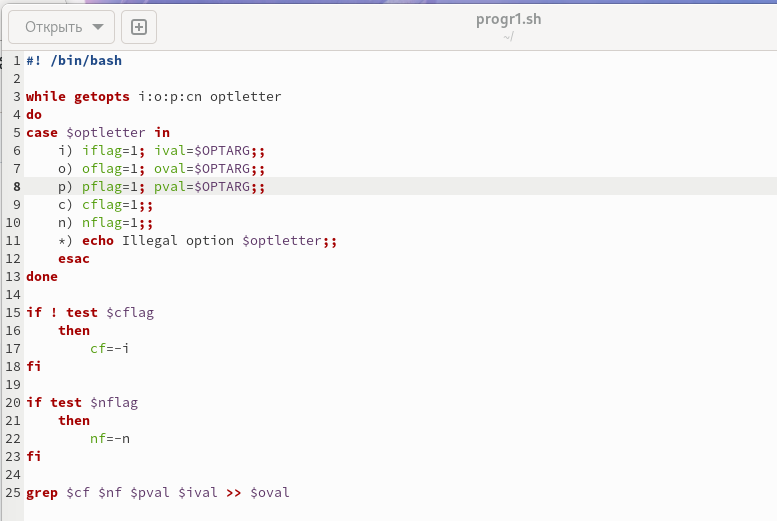 Открыть
progr1.sh
~/
1 #! /bin/bash
2
3 while getopts i:o:p:cn optletter
4 do
5 case $optletter in
6     i) iflag=1; ival=$OPTARG;;
7     o) oflag=1; oval=$OPTARG;;
8     p) pflag=1; pval=$OPTARG;;
9     c) cflag=1;;
10     n) nflag=1;;
11     *) echo Illegal option $optletter;;
12     esac
13 done
14
15 if ! test $cflag
16     then
17         cf=-i
18 fi
19
20 if test $nflag
21     then
22         nf=-n
23 fi
24
25 grep $cf $nf $pval $ival >> $oval